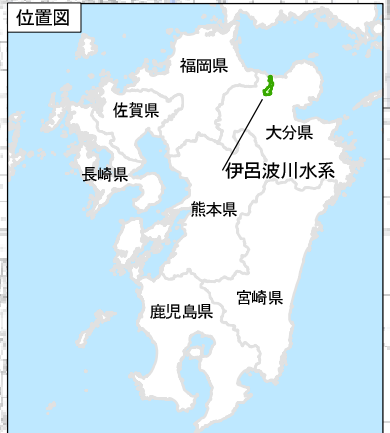 位置図
福岡県
佐賀県
大分県
伊呂波川水系
長崎県
熊本県
宮崎県
鹿児島県